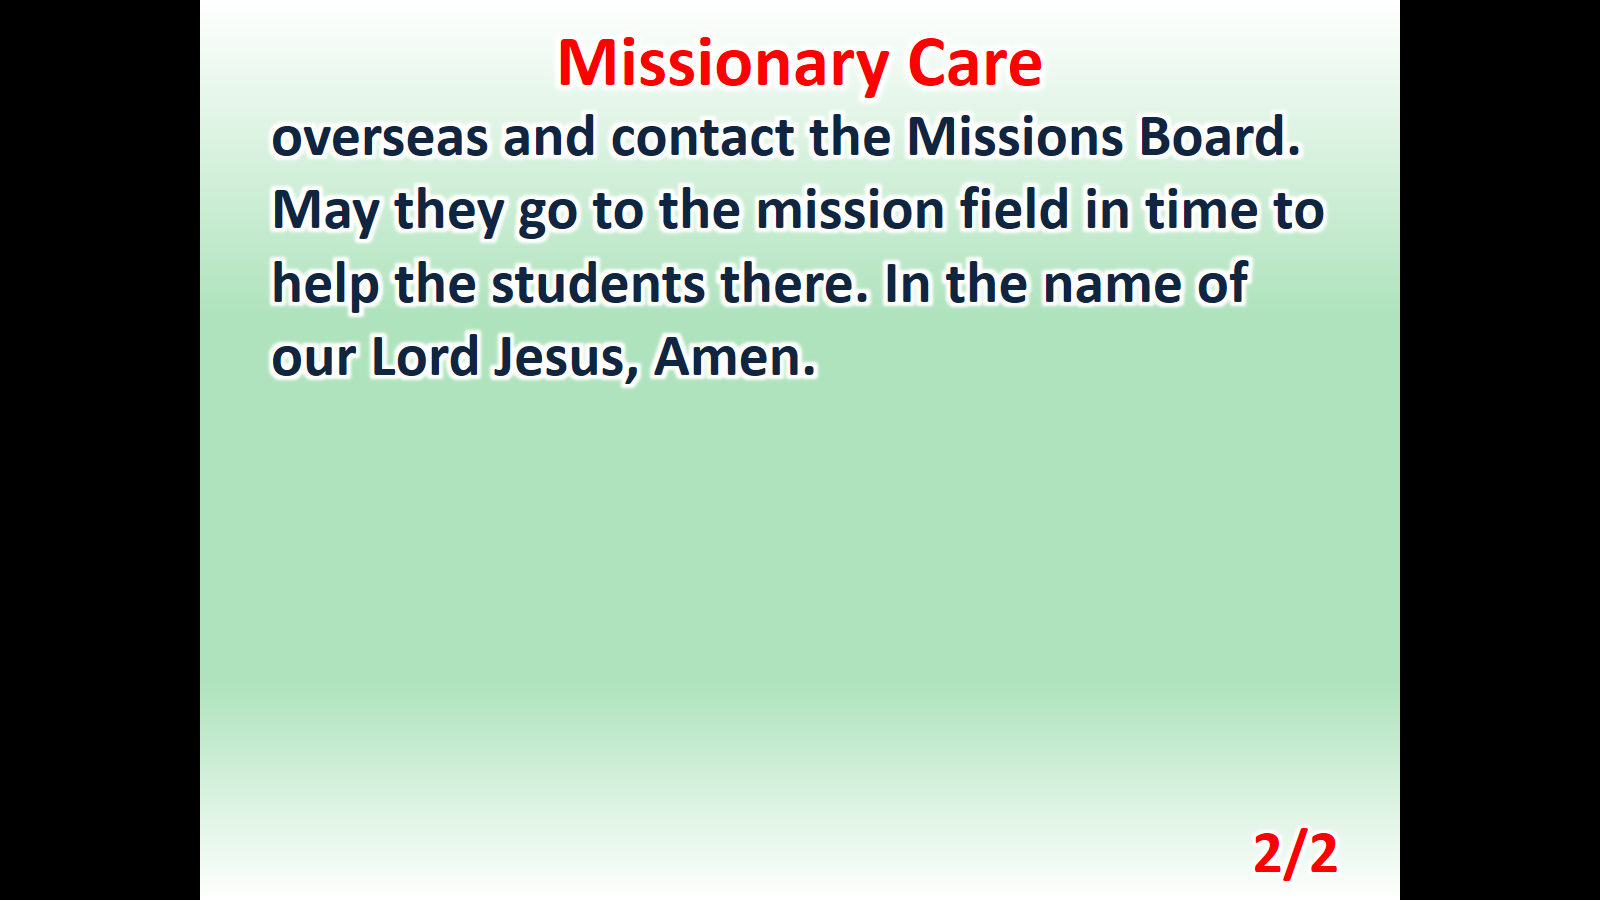 Missionary Care
overseas and contact the Missions Board.
May they go to the mission field in time to
help the students there. In the name of
our Lord Jesus, Amen.
2/2